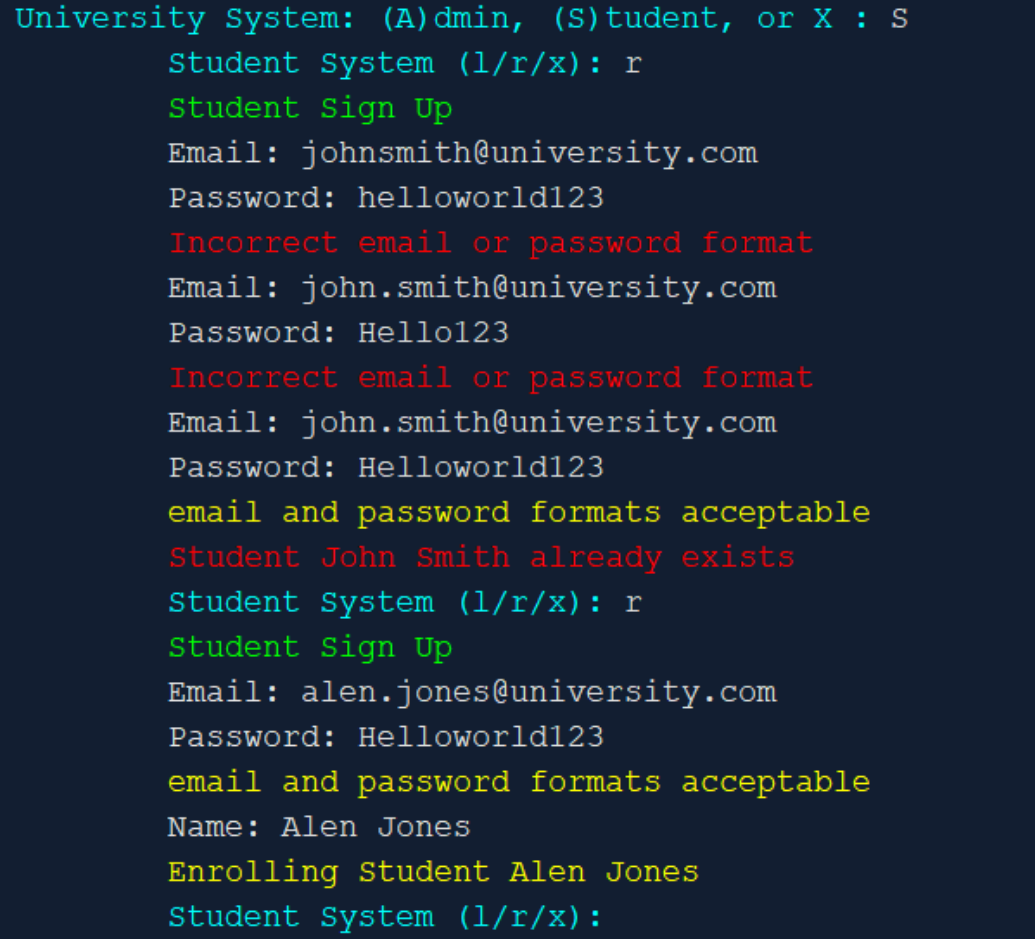 University System: (A)dmin, (S)tudent, or X : S
Student System (l/r/x): r
Student Sign Up
Email: johnsmith@university.com
Password: helloworld123
Incorrect email or password format
Email: john.smith@university.com
Password: Hello123
Incorrect email or password format
Email: john.smith@university.com
Password: Helloworld123
email and password formats acceptable
Student John Smith already exists
Student System (l/r/x): r
Student Sign Up
Email: alen.jones@university.com
Password: Helloworld123
email and password formats acceptable
Name: Alen Jones
Enrolling Student Alen Jones
Student System (l/r/x):